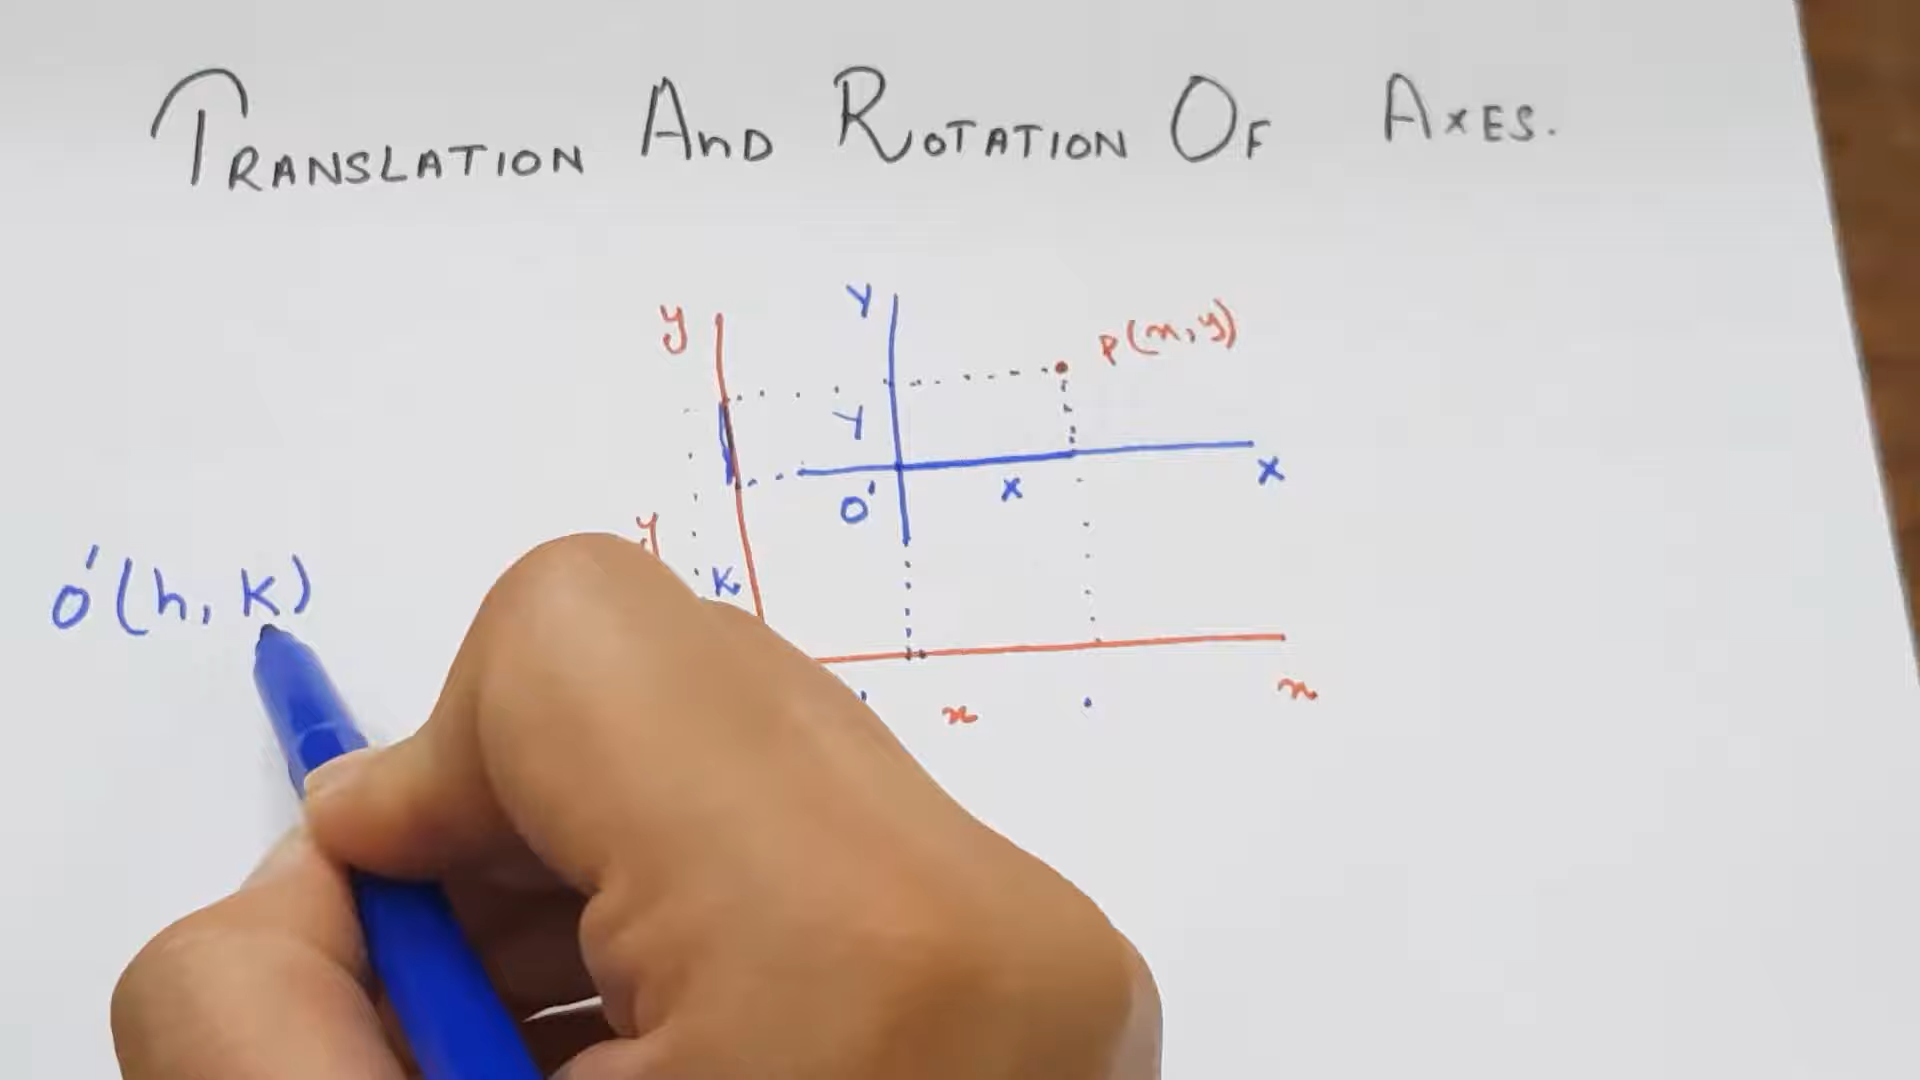 TRANSLATION AND ROTATION OF AXES.
y
Y
P(x, y)
Y
X
X
O'
y
O'(h, K)
K
x
x